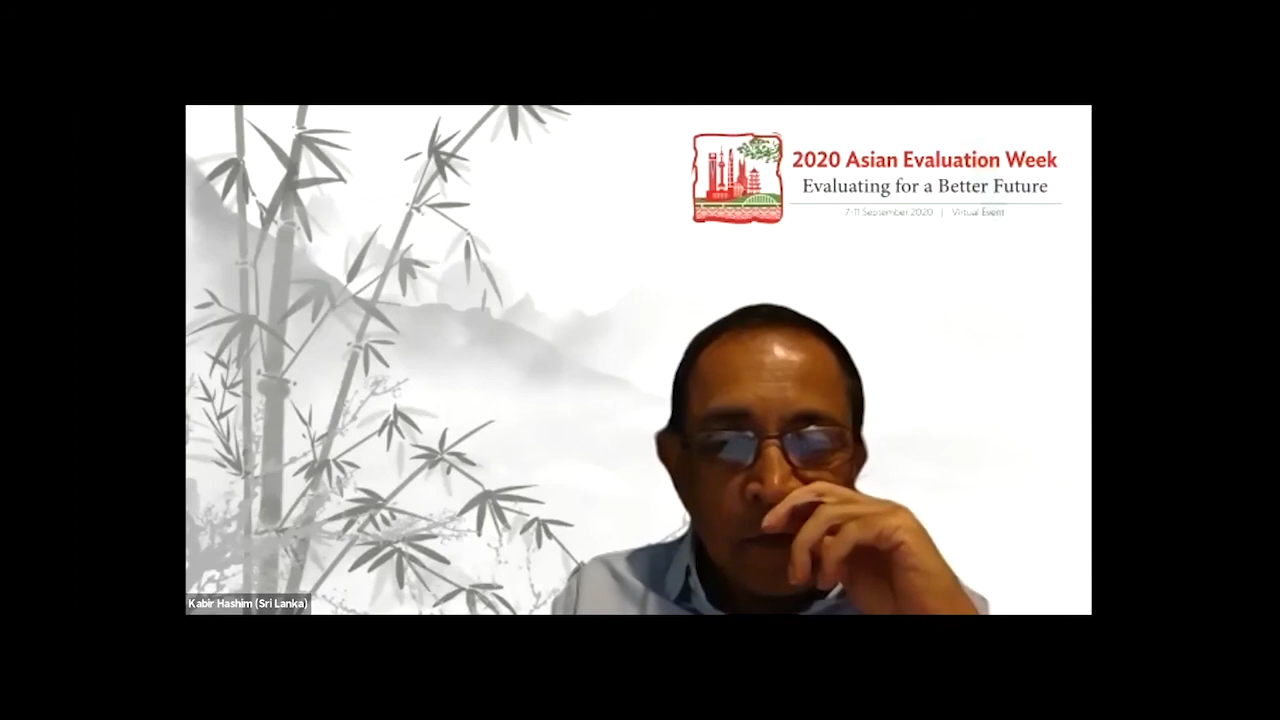 2020 Asian Evaluation Week
Evaluating for a Better Future
7-11 September 2020 | Virtual Event
Kabir Hashim (Sri Lanka)